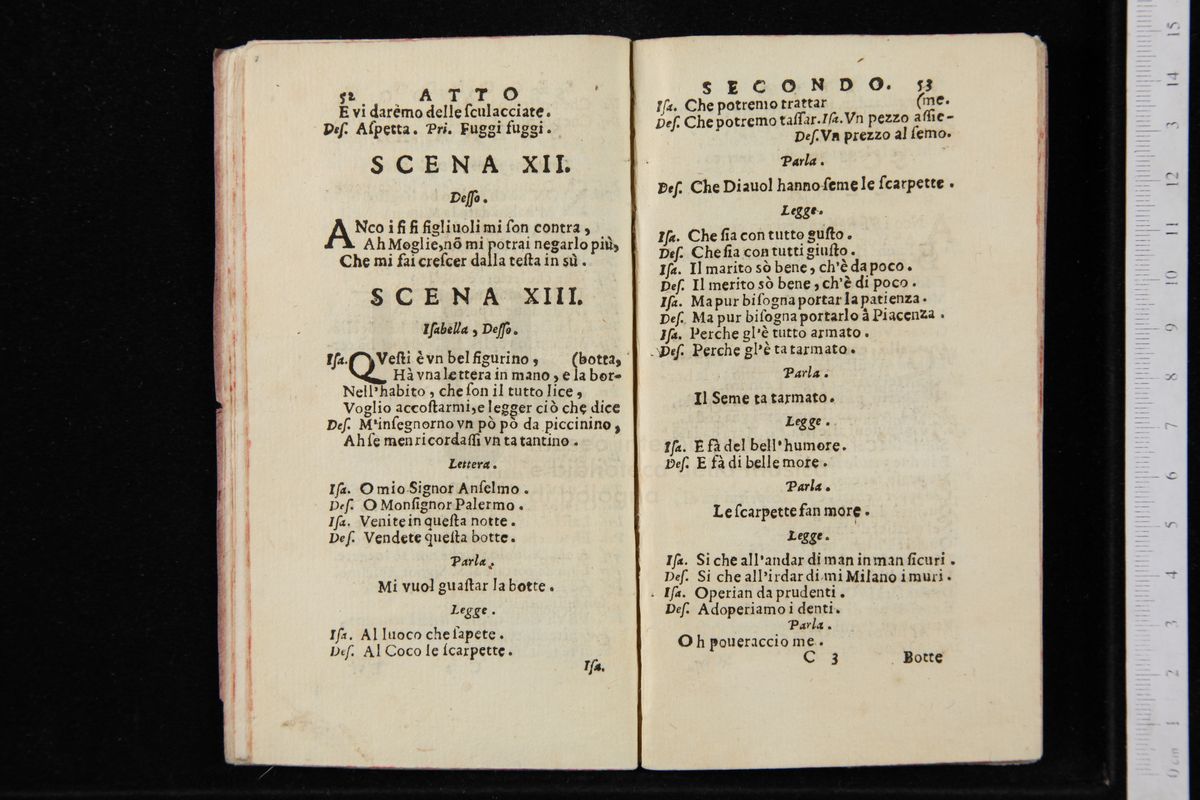 52 ATTO
E vi darèmo delle ſculacciate.
Deſ. Aſpetta. Pri. Fuggi fuggi.
SCENA XII.
Deſſo.
ANco i fi fi figliuoli mi ſon contra,
Ah Moglie, nõ mi potrai negarlo più,
Che mi fai creſcer dalla teſta in sù.
SCENA XIII.
Iſabella, Deſſo.
Iſa. QVeſti è vn bel figurino, (botta,
Hà vna lettera in mano, e la bor-
Nell'habito, che ſon il tutto lice,
Voglio accoſtarmi, e legger ciò che dice
Deſ. M'inſegnorno vn pò pò da piccinino,
Ah ſe men ricordaſſi vn ta tantino.
Lettera.
Iſa. O mio Signor Anſelmo.
Deſ. O Monſignor Palermo.
Iſa. Venite in queſta notte.
Deſ. Vendete queſta botte.
Parla.
Mi vuol guaſtar la botte.
Legge.
Iſa. Al luoco che ſapete.
Deſ. Al Coco le ſcarpette.
Iſa.
SECONDO. 53
Iſa. Che potremo trattar (me.
Deſ. Che potremo taſſar. Iſa. Vn pezzo aſſie-
Deſ. Vn prezzo al ſemo.
Parla.
Deſ. Che Diauol hanno ſeme le ſcarpette.
Legge.
Iſa. Che ſia con tutto guſto.
Deſ. Che ſia con tutti giuſto.
Iſa. Il marito sò bene, ch'è da poco.
Deſ. Il merito sò bene, ch'è di poco.
Iſa. Ma pur biſogna portar la patienza.
Deſ. Ma pur biſogna portarlo â Piacenza.
Iſa. Perche gl'è tutto armato.
Deſ. Perche gl'è ta tarmato.
Parla.
Il Seme ta tarmato.
Legge.
Iſa. E fà del bell'humore.
Deſ. E fà di belle more.
Parla.
Le ſcarpette fan more.
Legge.
Iſa. Si che all'andar di man in man ſicuri.
Deſ. Si che all'irdar di mi Milano i muri.
Iſa. Operian da prudenti.
Deſ. Adoperiamo i denti.
Parla.
Oh poueraccio me.
C 3 Botte